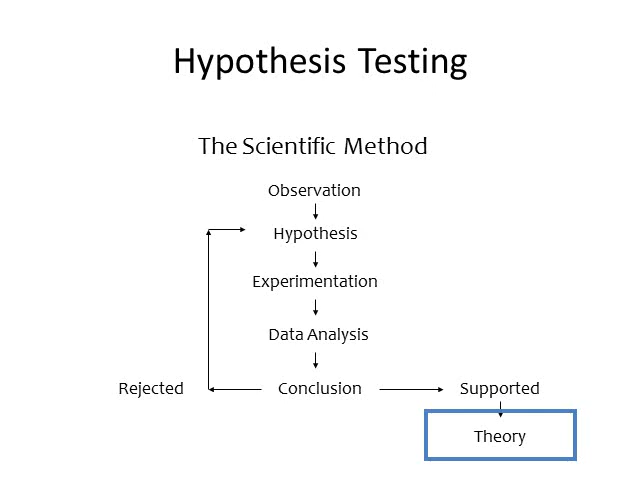 Hypothesis Testing
The Scientific Method
Observation
Hypothesis
Experimentation
Data Analysis
Rejected Conclusion Supported
Theory